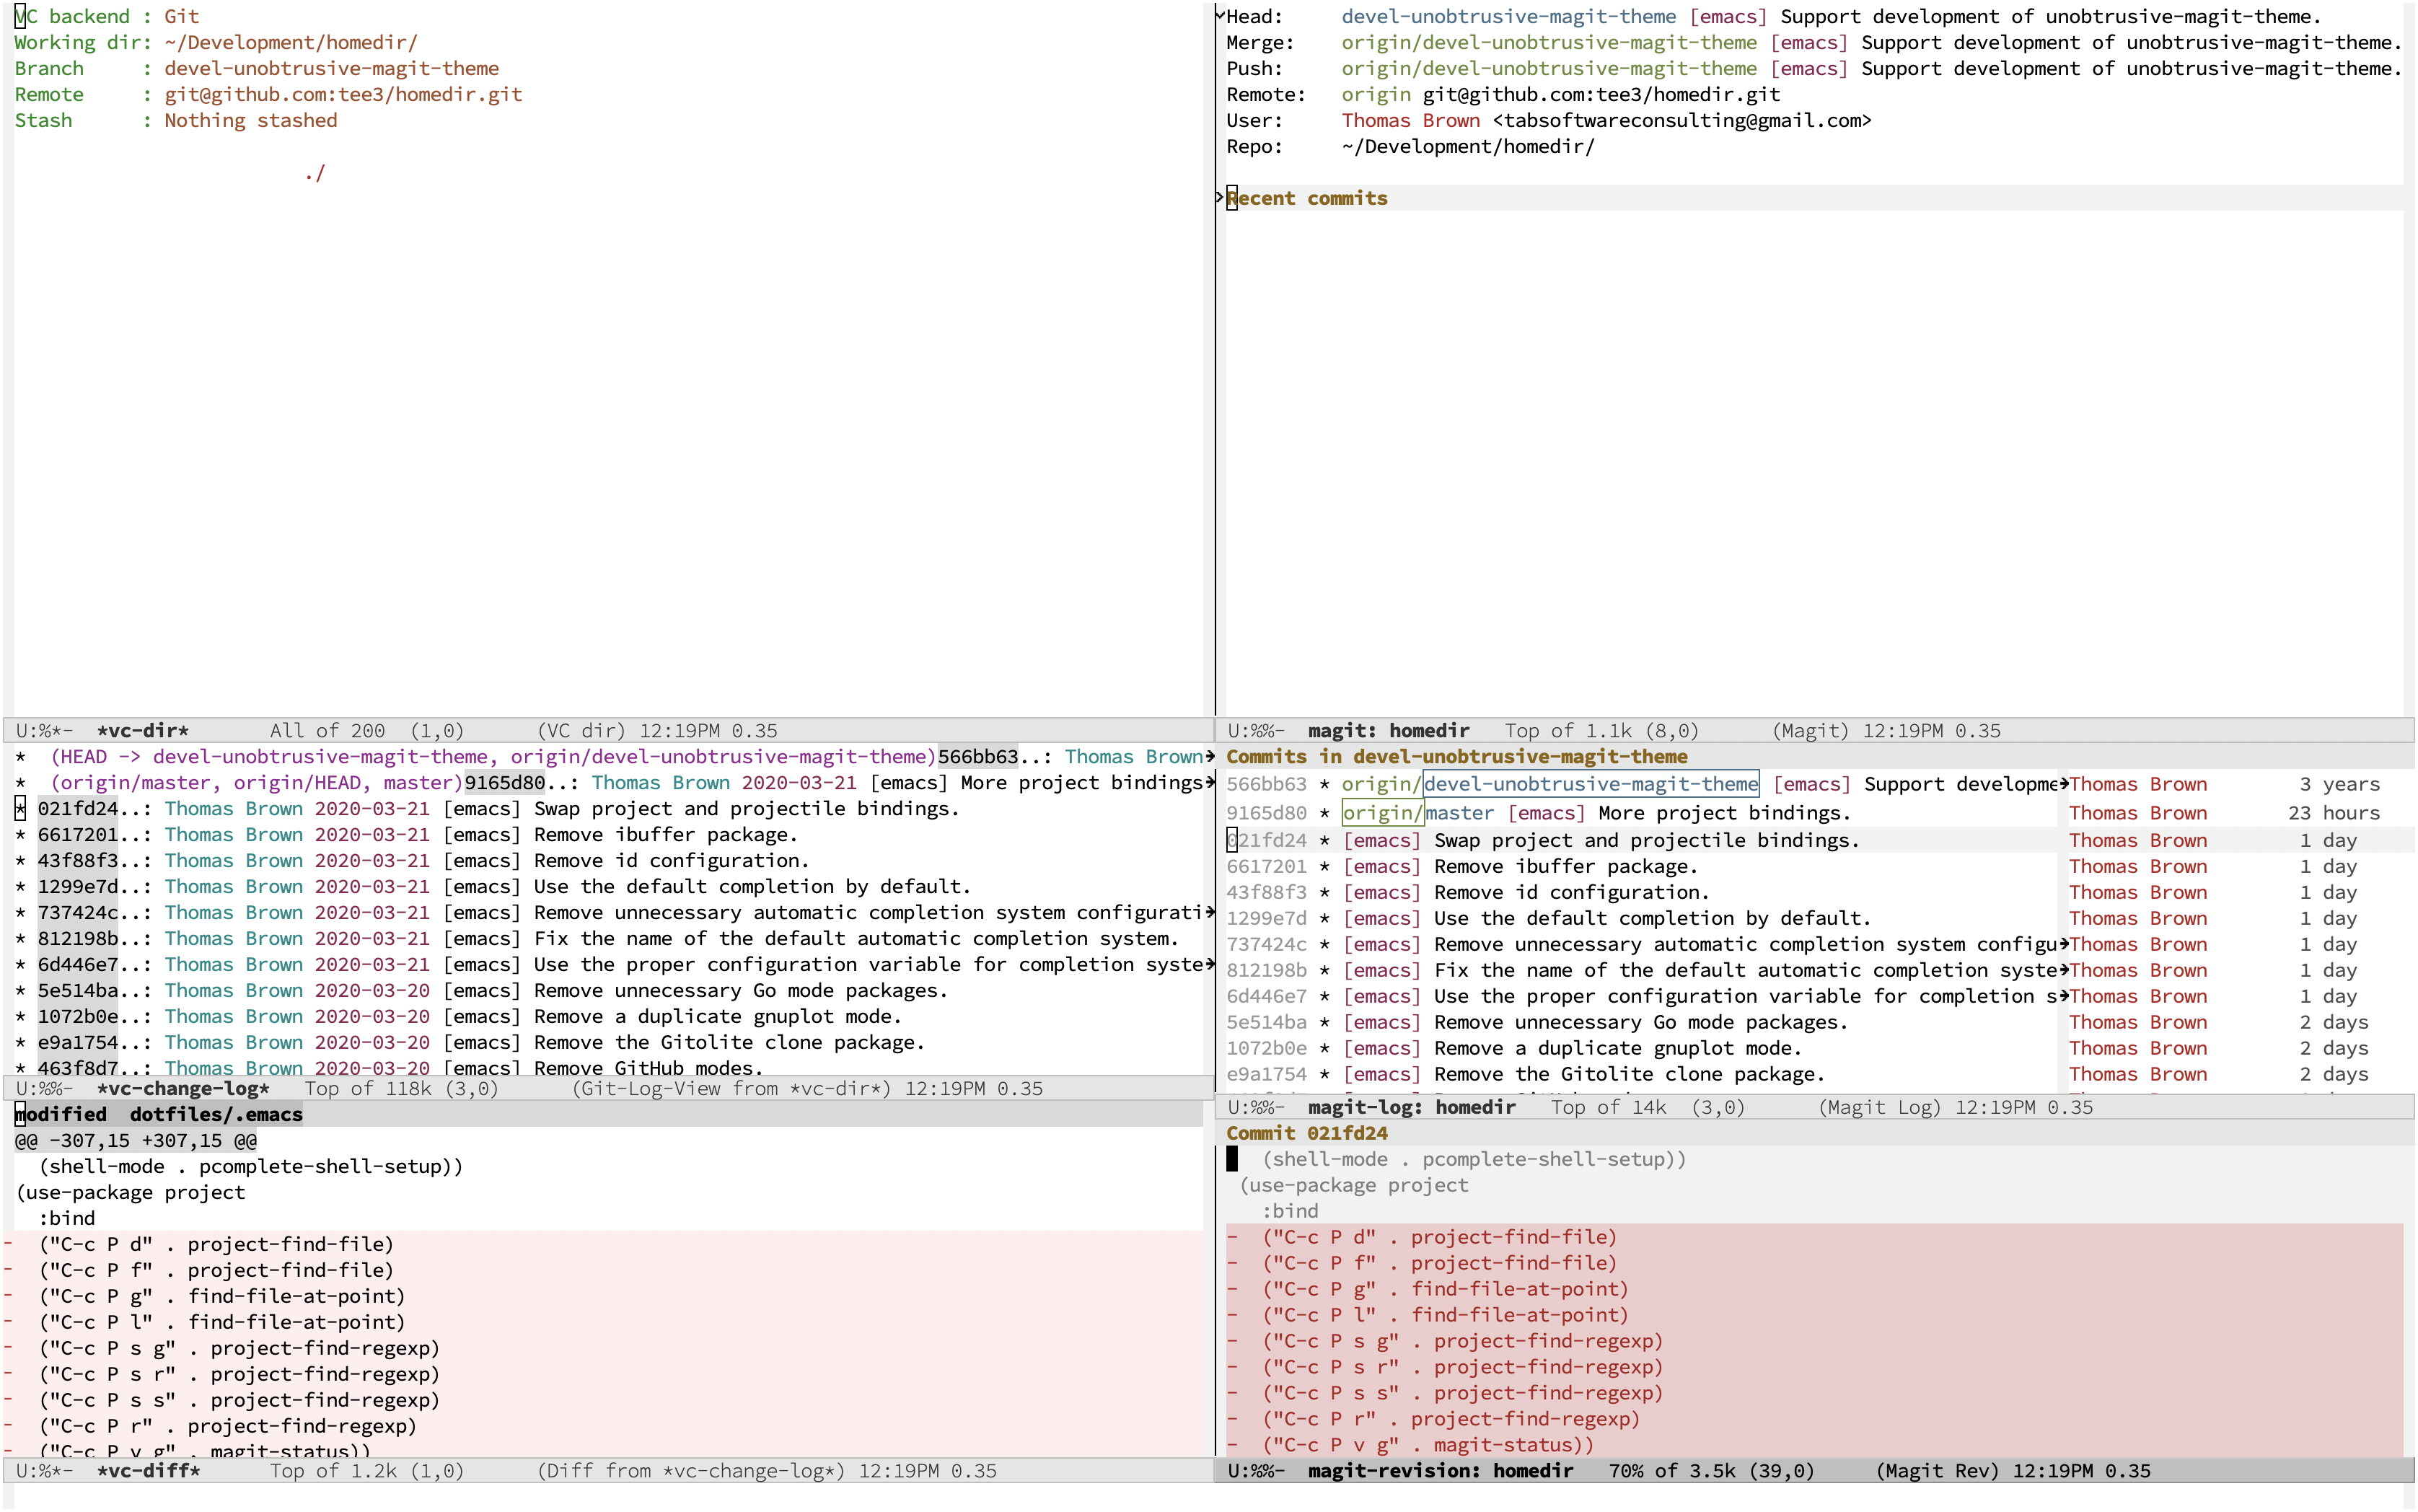 VC backend : Git
Working dir: ~/Development/homedir/
Branch     : devel-unobtrusive-magit-theme
Remote     : git@github.com:tee3/homedir.git
Stash      : Nothing stashed
./
U:%*-  *vc-dir*       All of 200  (1,0)      (VC dir) 12:19PM 0.35
*  (HEAD -> devel-unobtrusive-magit-theme, origin/devel-unobtrusive-magit-theme)566bb63..: Thomas Brown
*  (origin/master, origin/HEAD, master)9165d80..: Thomas Brown 2020-03-21 [emacs] More project bindings
* 021fd24..: Thomas Brown 2020-03-21 [emacs] Swap project and projectile bindings.
* 6617201..: Thomas Brown 2020-03-21 [emacs] Remove ibuffer package.
* 43f88f3..: Thomas Brown 2020-03-21 [emacs] Remove id configuration.
* 1299e7d..: Thomas Brown 2020-03-21 [emacs] Use the default completion by default.
* 737424c..: Thomas Brown 2020-03-21 [emacs] Remove unnecessary automatic completion system configurati
* 812198b..: Thomas Brown 2020-03-21 [emacs] Fix the name of the default automatic completion system.
* 6d446e7..: Thomas Brown 2020-03-21 [emacs] Use the proper configuration variable for completion syste
* 5e514ba..: Thomas Brown 2020-03-20 [emacs] Remove unnecessary Go mode packages.
* 1072b0e..: Thomas Brown 2020-03-20 [emacs] Remove a duplicate gnuplot mode.
* e9a1754..: Thomas Brown 2020-03-20 [emacs] Remove the Gitolite clone package.
* 463f8d7..: Thomas Brown 2020-03-20 [emacs] Remove GitHub modes.
U:%%-  *vc-change-log*   Top of 118k (3,0)      (Git-Log-View from *vc-dir*) 12:19PM 0.35
modified  dotfiles/.emacs
@@ -307,15 +307,15 @@
  (shell-mode . pcomplete-shell-setup))
(use-package project
  :bind
-  ("C-c P d" . project-find-file)
-  ("C-c P f" . project-find-file)
-  ("C-c P g" . find-file-at-point)
-  ("C-c P l" . find-file-at-point)
-  ("C-c P s g" . project-find-regexp)
-  ("C-c P s r" . project-find-regexp)
-  ("C-c P s s" . project-find-regexp)
-  ("C-c P r" . project-find-regexp)
-  ("C-c P v g" . magit-status))
U:%*-  *vc-diff*      Top of 1.2k (1,0)      (Diff from *vc-change-log*) 12:19PM 0.35
Head:     devel-unobtrusive-magit-theme [emacs] Support development of unobtrusive-magit-theme.
Merge:    origin/devel-unobtrusive-magit-theme [emacs] Support development of unobtrusive-magit-theme.
Push:     origin/devel-unobtrusive-magit-theme [emacs] Support development of unobtrusive-magit-theme.
Remote:   origin git@github.com:tee3/homedir.git
User:     Thomas Brown <tabsoftwareconsulting@gmail.com>
Repo:     ~/Development/homedir/
Recent commits
U:%%-  magit: homedir   Top of 1.1k (8,0)      (Magit) 12:19PM 0.35
Commits in devel-unobtrusive-magit-theme
566bb63 * origin/devel-unobtrusive-magit-theme [emacs] Support developme Thomas Brown 3 years
9165d80 * origin/master [emacs] More project bindings. Thomas Brown 23 hours
021fd24 * [emacs] Swap project and projectile bindings. Thomas Brown 1 day
6617201 * [emacs] Remove ibuffer package. Thomas Brown 1 day
43f88f3 * [emacs] Remove id configuration. Thomas Brown 1 day
1299e7d * [emacs] Use the default completion by default. Thomas Brown 1 day
737424c * [emacs] Remove unnecessary automatic completion system configu Thomas Brown 1 day
812198b * [emacs] Fix the name of the default automatic completion syste Thomas Brown 1 day
6d446e7 * [emacs] Use the proper configuration variable for completion s Thomas Brown 1 day
5e514ba * [emacs] Remove unnecessary Go mode packages. Thomas Brown 2 days
1072b0e * [emacs] Remove a duplicate gnuplot mode. Thomas Brown 2 days
e9a1754 * [emacs] Remove the Gitolite clone package. Thomas Brown 2 days
U:%%-  magit-log: homedir   Top of 14k  (3,0)      (Magit Log) 12:19PM 0.35
Commit 021fd24
   (shell-mode . pcomplete-shell-setup))
 (use-package project
   :bind
-  ("C-c P d" . project-find-file)
-  ("C-c P f" . project-find-file)
-  ("C-c P g" . find-file-at-point)
-  ("C-c P l" . find-file-at-point)
-  ("C-c P s g" . project-find-regexp)
-  ("C-c P s r" . project-find-regexp)
-  ("C-c P s s" . project-find-regexp)
-  ("C-c P r" . project-find-regexp)
-  ("C-c P v g" . magit-status))
U:%%-  magit-revision: homedir   70% of 3.5k (39,0)     (Magit Rev) 12:19PM 0.35